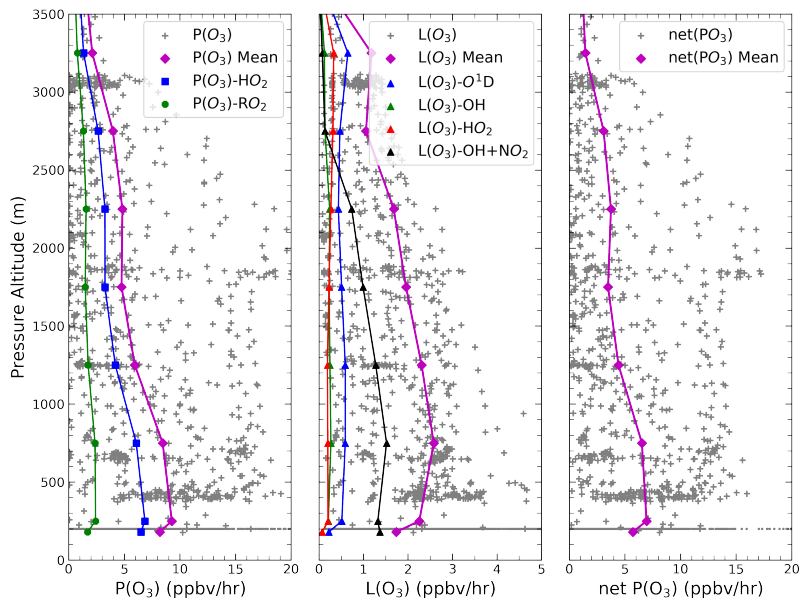 Pressure Altitude (m)
3500
3000
2500
2000
1500
1000
500
0
P(O₃)
P(O₃) Mean
P(O₃)-HO₂
P(O₃)-RO₂
0 5 10 15 20
P(O₃) (ppbv/hr)
L(O₃)
L(O₃) Mean
L(O₃)-O¹D
L(O₃)-OH
L(O₃)-HO₂
L(O₃)-OH+NO₂
0 1 2 3 4 5
L(O₃) (ppbv/hr)
net(PO₃)
net(PO₃) Mean
0 5 10 15 20
net P(O₃) (ppbv/hr)